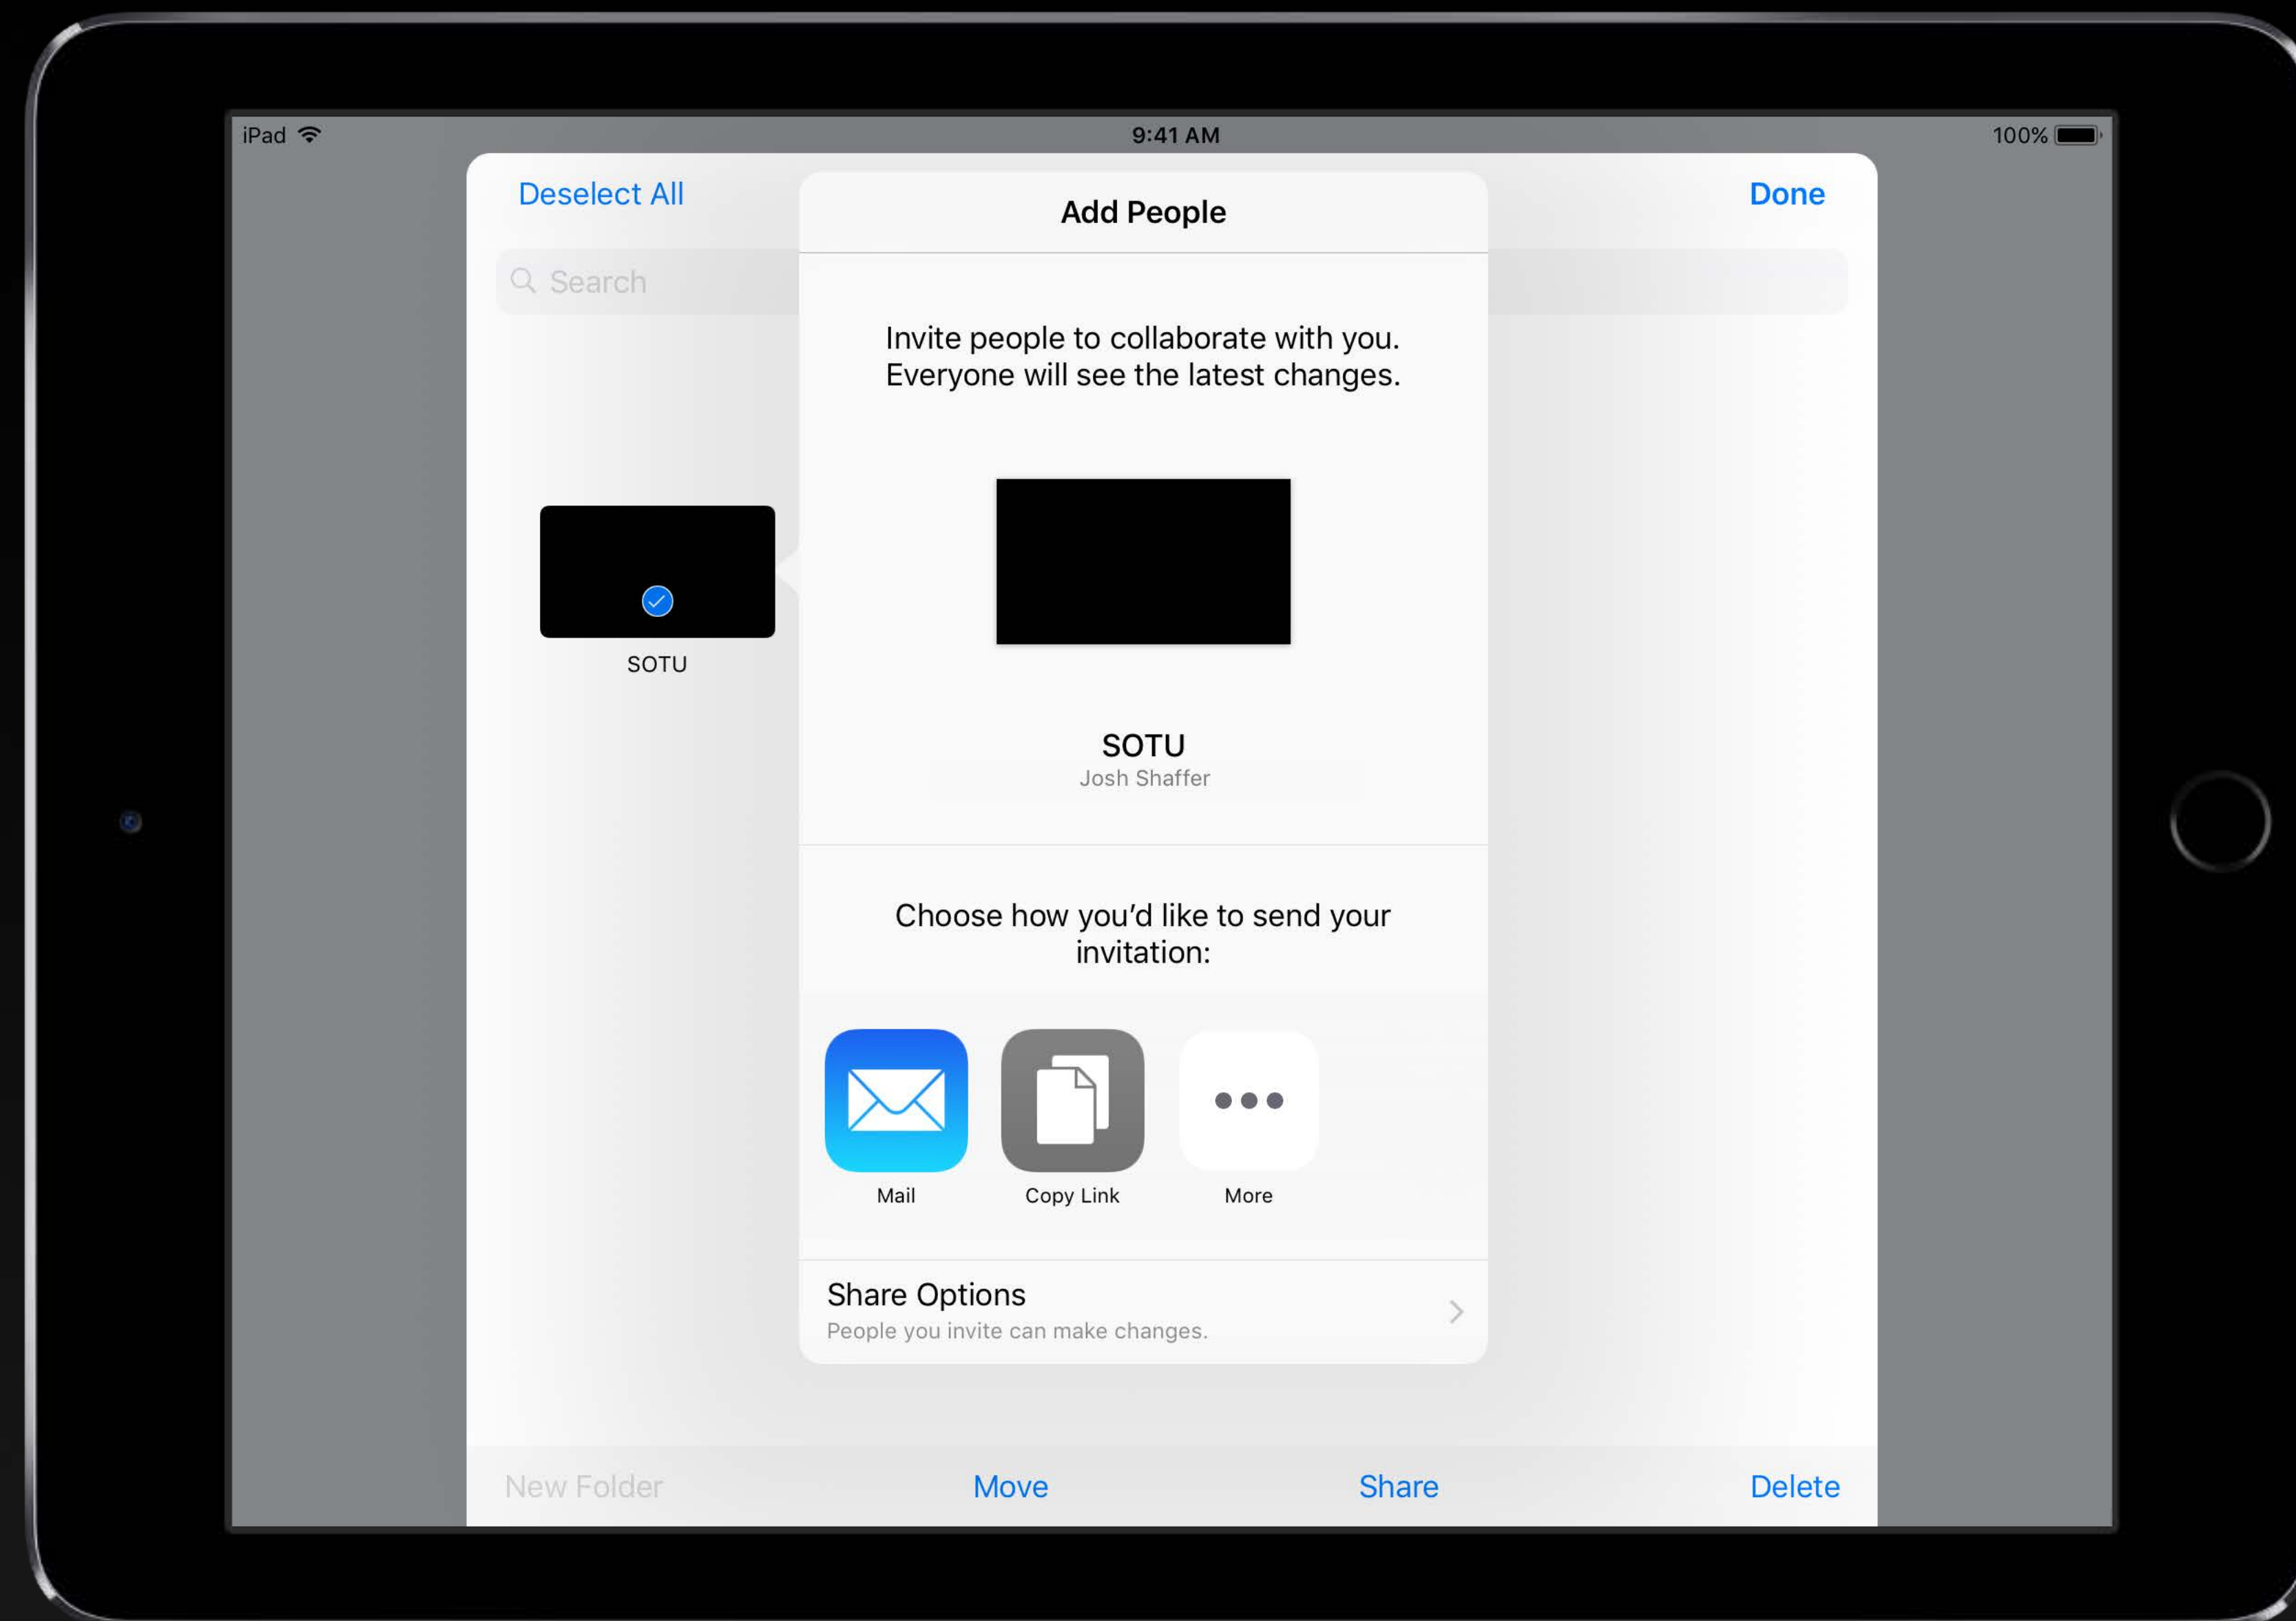 iPad
9:41 AM
100%
Deselect All
Add People
Done
Search
Invite people to collaborate with you.
Everyone will see the latest changes.
SOTU
SOTU
Josh Shaffer
Choose how you’d like to send your
invitation:
Mail
Copy Link
More
Share Options
People you invite can make changes.
New Folder
Move
Share
Delete